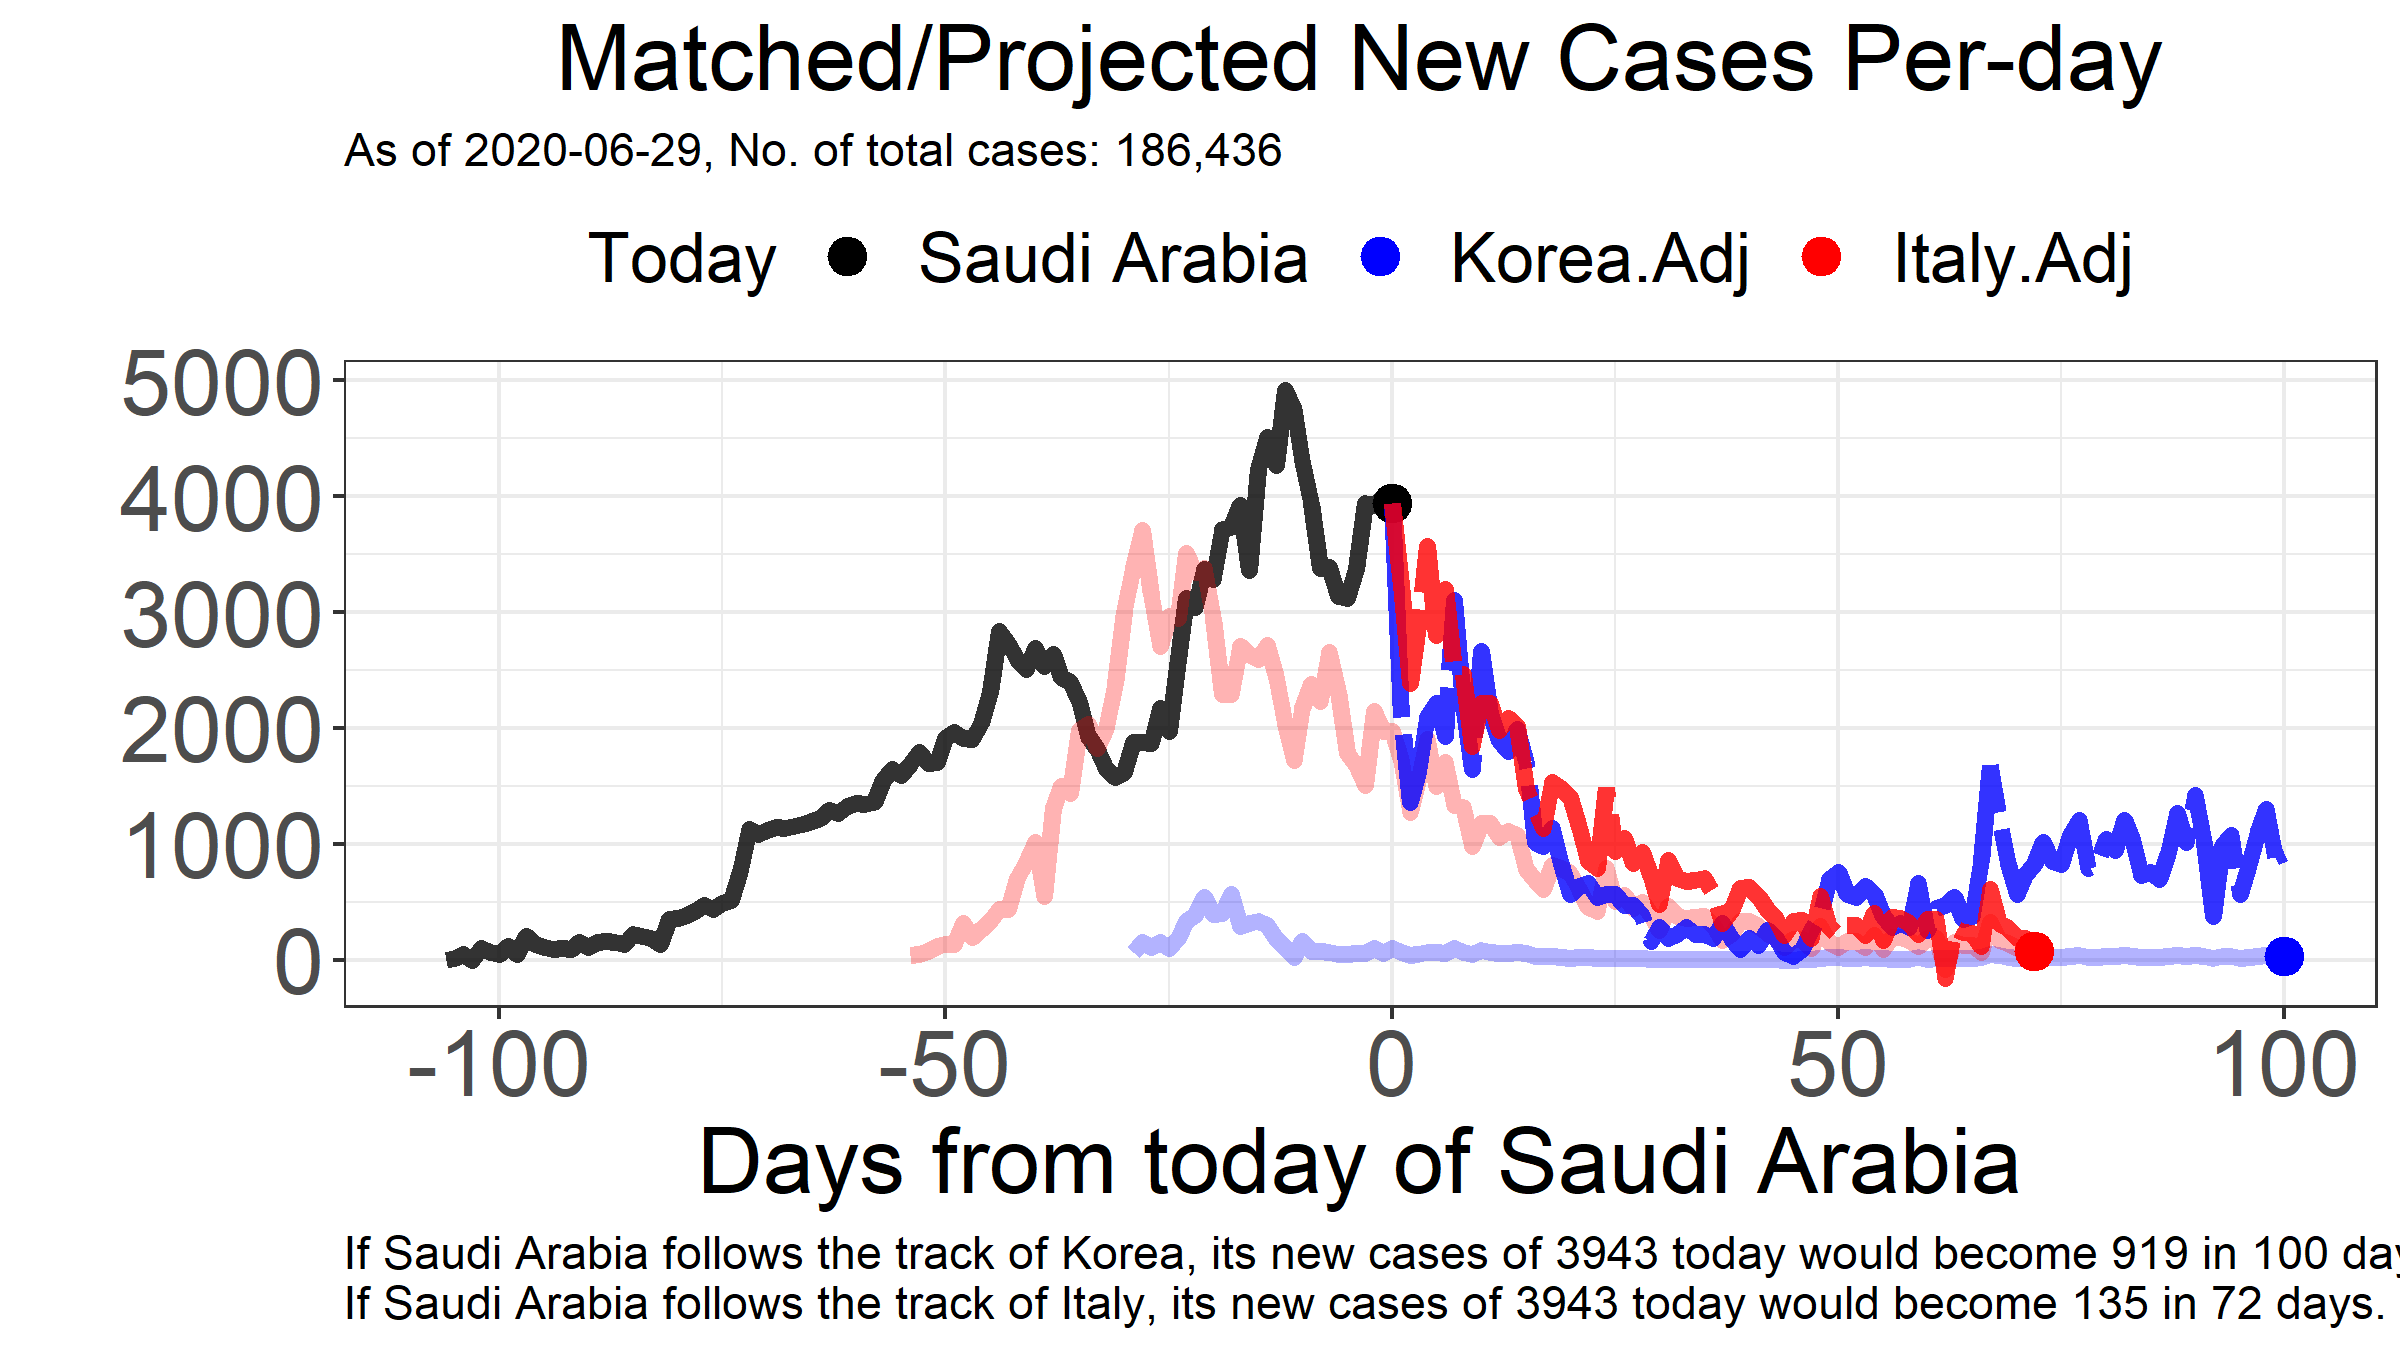 Matched/Projected New Cases Per-day
As of 2020-06-29, No. of total cases: 186,436
Today Saudi Arabia Korea.Adj Italy.Adj
5000
4000
3000
2000
1000
0
-100 -50 0 50 100
Days from today of Saudi Arabia
If Saudi Arabia follows the track of Korea, its new cases of 3943 today would become 919 in 100
If Saudi Arabia follows the track of Italy, its new cases of 3943 today would become 135 in 72 days.